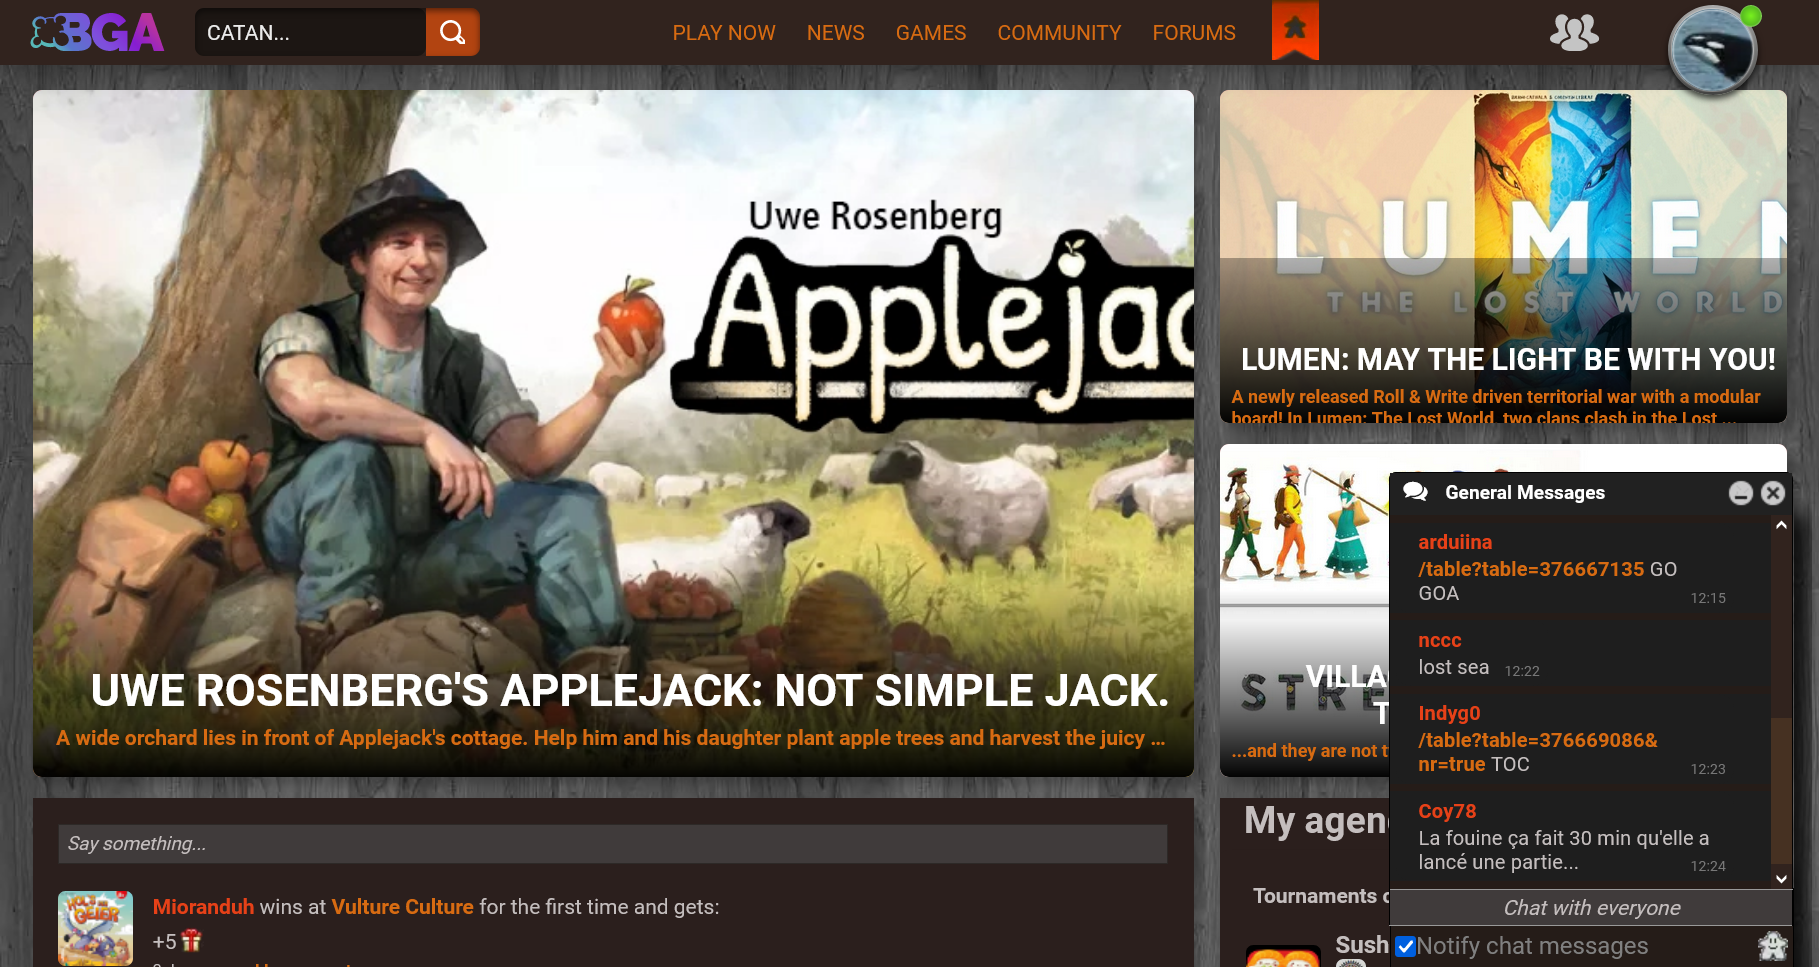 BGA
CATAN...
PLAY NOW
NEWS
GAMES
COMMUNITY
FORUMS
Uwe Rosenberg
Applejac
UWE ROSENBERG'S APPLEJACK: NOT SIMPLE JACK.
A wide orchard lies in front of Applejack's cottage. Help him and his daughter plant apple trees and harvest the juicy ...
LUMEN
THE LOST WORLD
LUMEN: MAY THE LIGHT BE WITH YOU!
A newly released Roll & Write driven territorial war with a modular
board! In Lumen: The Lost World, two clans clash in the Lost ...
STRE
VILLA
T
...and they are not t
General Messages
arduiina
/table?table=376667135 GO
GOA
12:15
nccc
lost sea 12:22
Indyg0
/table?table=376669086&
nr=true TOC
12:23
Coy78
La fouine ça fait 30 min qu'elle a
lancé une partie...
12:24
Chat with everyone
Notify chat messages
Say something...
HOL'S
GEIER
Mioranduh wins at Vulture Culture for the first time and gets:
+5
My agen
Tournaments
Sush